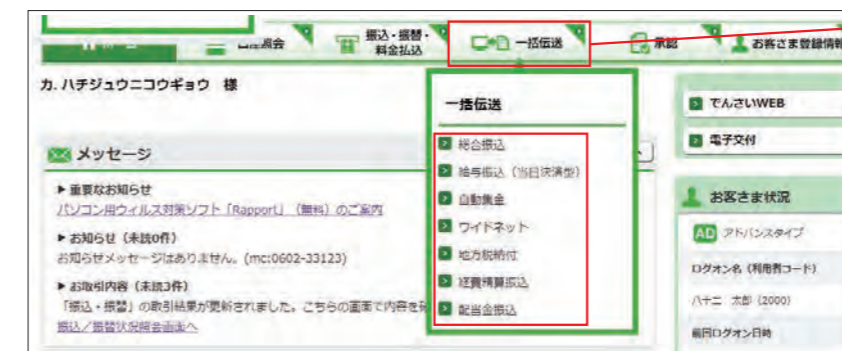 照会
振込・振替・
料金払込
一括伝送
承認
お客さま登録情報
カ.ハチジュウニコウギョウ 様
メッセージ
▶ 重要なお知らせ
パソコン用ウィルス対策ソフト「Rapport」（無料）のご案内
▶ お知らせ（未読0件）
お知らせメッセージはありません。(mc:0602-33123)
▶ お取引内容（未読3件）
「振込・振替」の取引結果が更新されました。こちらの画面で内容を
振込／振替状況照会画面へ
一括伝送
総合振込
給与振込（当日決済型）
自動集金
ワイドネット
地方税納付
経費精算振込
配当金振込
でんさいWEB
電子交付
お客さま状況
AD アドバンスタイプ
ログオン名（利用者コード）
八十二 太郎 (2000)
前回ログオン日時